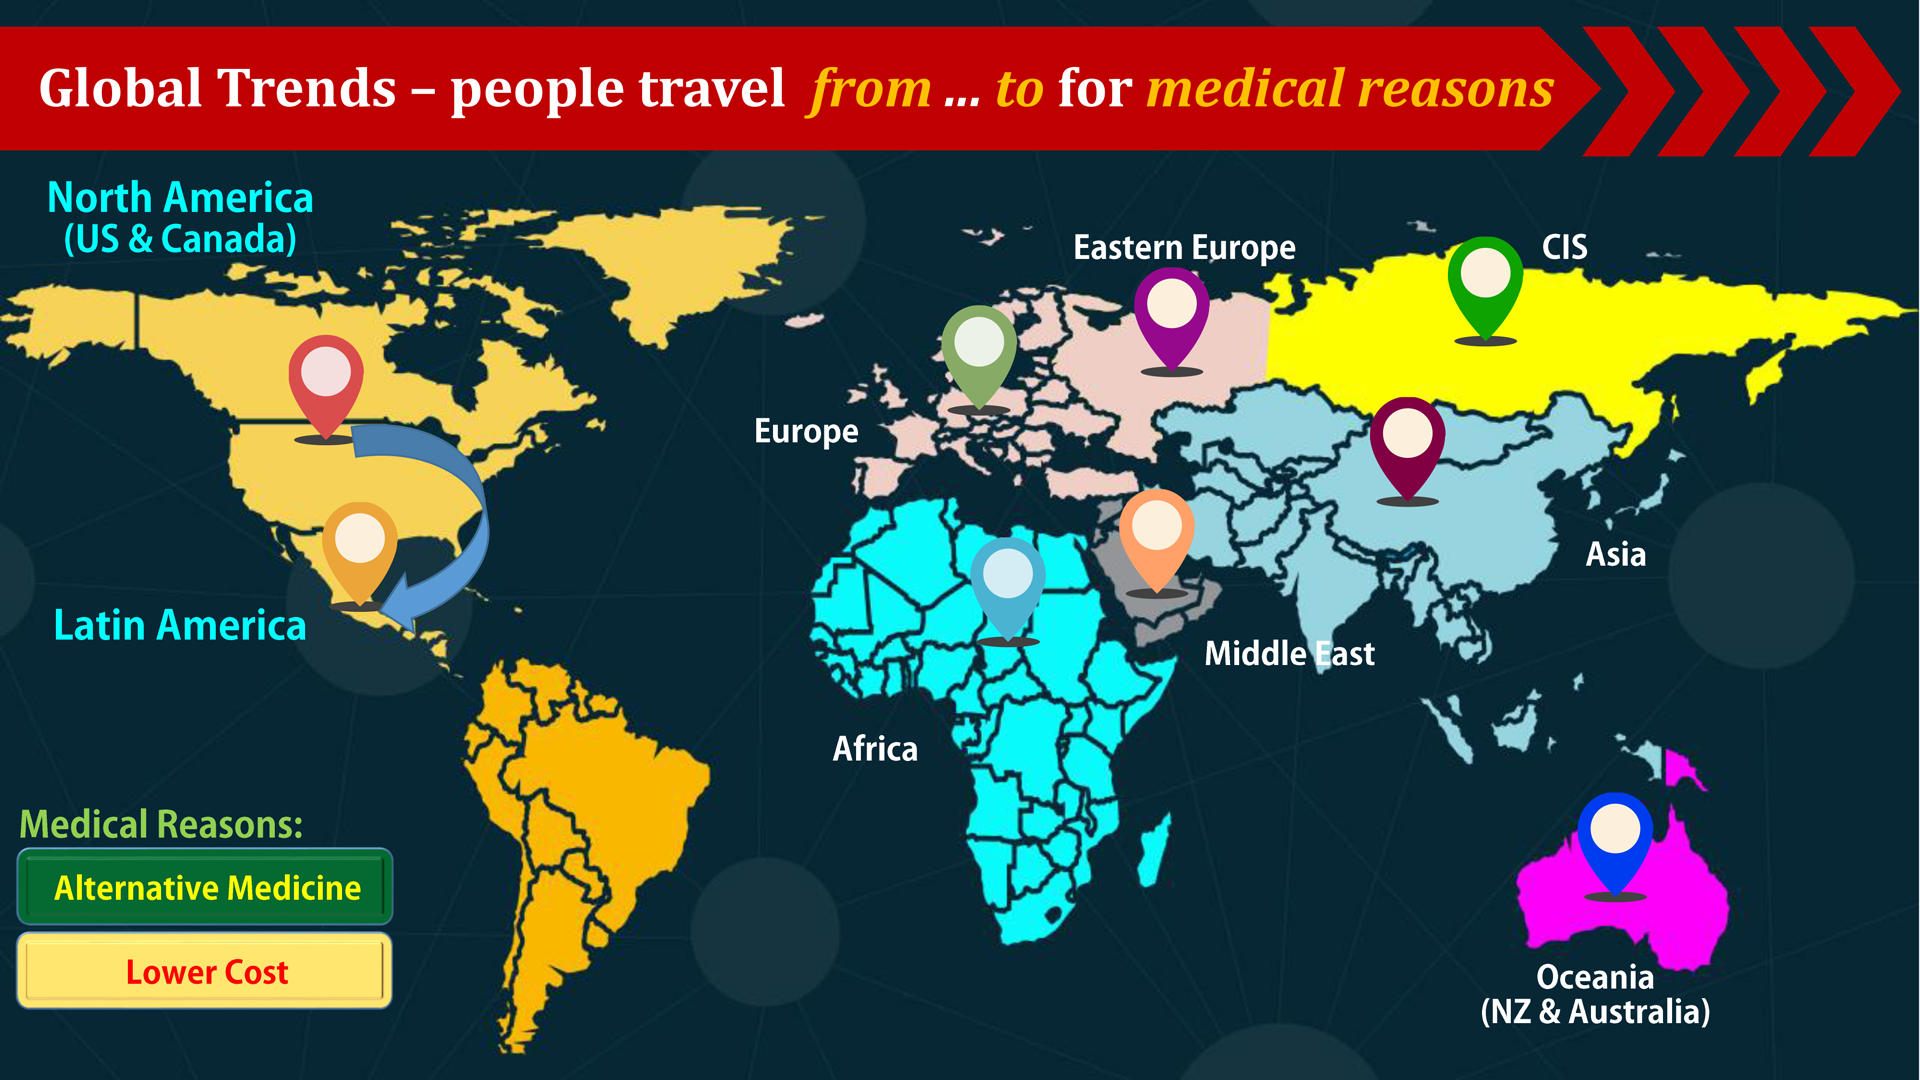 Global Trends – people travel from ... to for medical reasons
North America
(US & Canada)
Eastern Europe
CIS
Europe
Asia
Latin America
Middle East
Africa
Medical Reasons:
Alternative Medicine
Lower Cost
Oceania
(NZ & Australia)